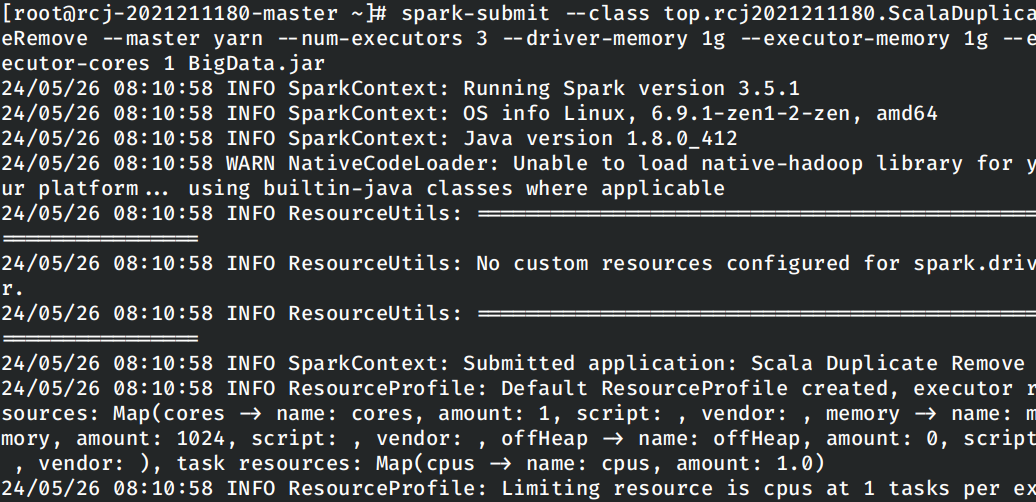 [root@rcj-2021211180-master ~]# spark-submit --class top.rcj2021211180.ScalaDuplica
eRemove --master yarn --num-executors 3 --driver-memory 1g --executor-memory 1g --e
ecutor-cores 1 BigData.jar
24/05/26 08:10:58 INFO SparkContext: Running Spark version 3.5.1
24/05/26 08:10:58 INFO SparkContext: OS info Linux, 6.9.1-zen1-2-zen, amd64
24/05/26 08:10:58 INFO SparkContext: Java version 1.8.0_412
24/05/26 08:10:58 WARN NativeCodeLoader: Unable to load native-hadoop library for y
ur platform... using builtin-java classes where applicable
24/05/26 08:10:58 INFO ResourceUtils: ==============================================
================
24/05/26 08:10:58 INFO ResourceUtils: No custom resources configured for spark.driv
r.
24/05/26 08:10:58 INFO ResourceUtils: ==============================================
================
24/05/26 08:10:58 INFO SparkContext: Submitted application: Scala Duplicate Remove
24/05/26 08:10:58 INFO ResourceProfile: Default ResourceProfile created, executor r
sources: Map(cores -> name: cores, amount: 1, script: , vendor: , memory -> name: m
mory, amount: 1024, script: , vendor: , offHeap -> name: offHeap, amount: 0, script
 , vendor: ), task resources: Map(cpus -> name: cpus, amount: 1.0)
24/05/26 08:10:58 INFO ResourceProfile: Limiting resource is cpus at 1 tasks per ex